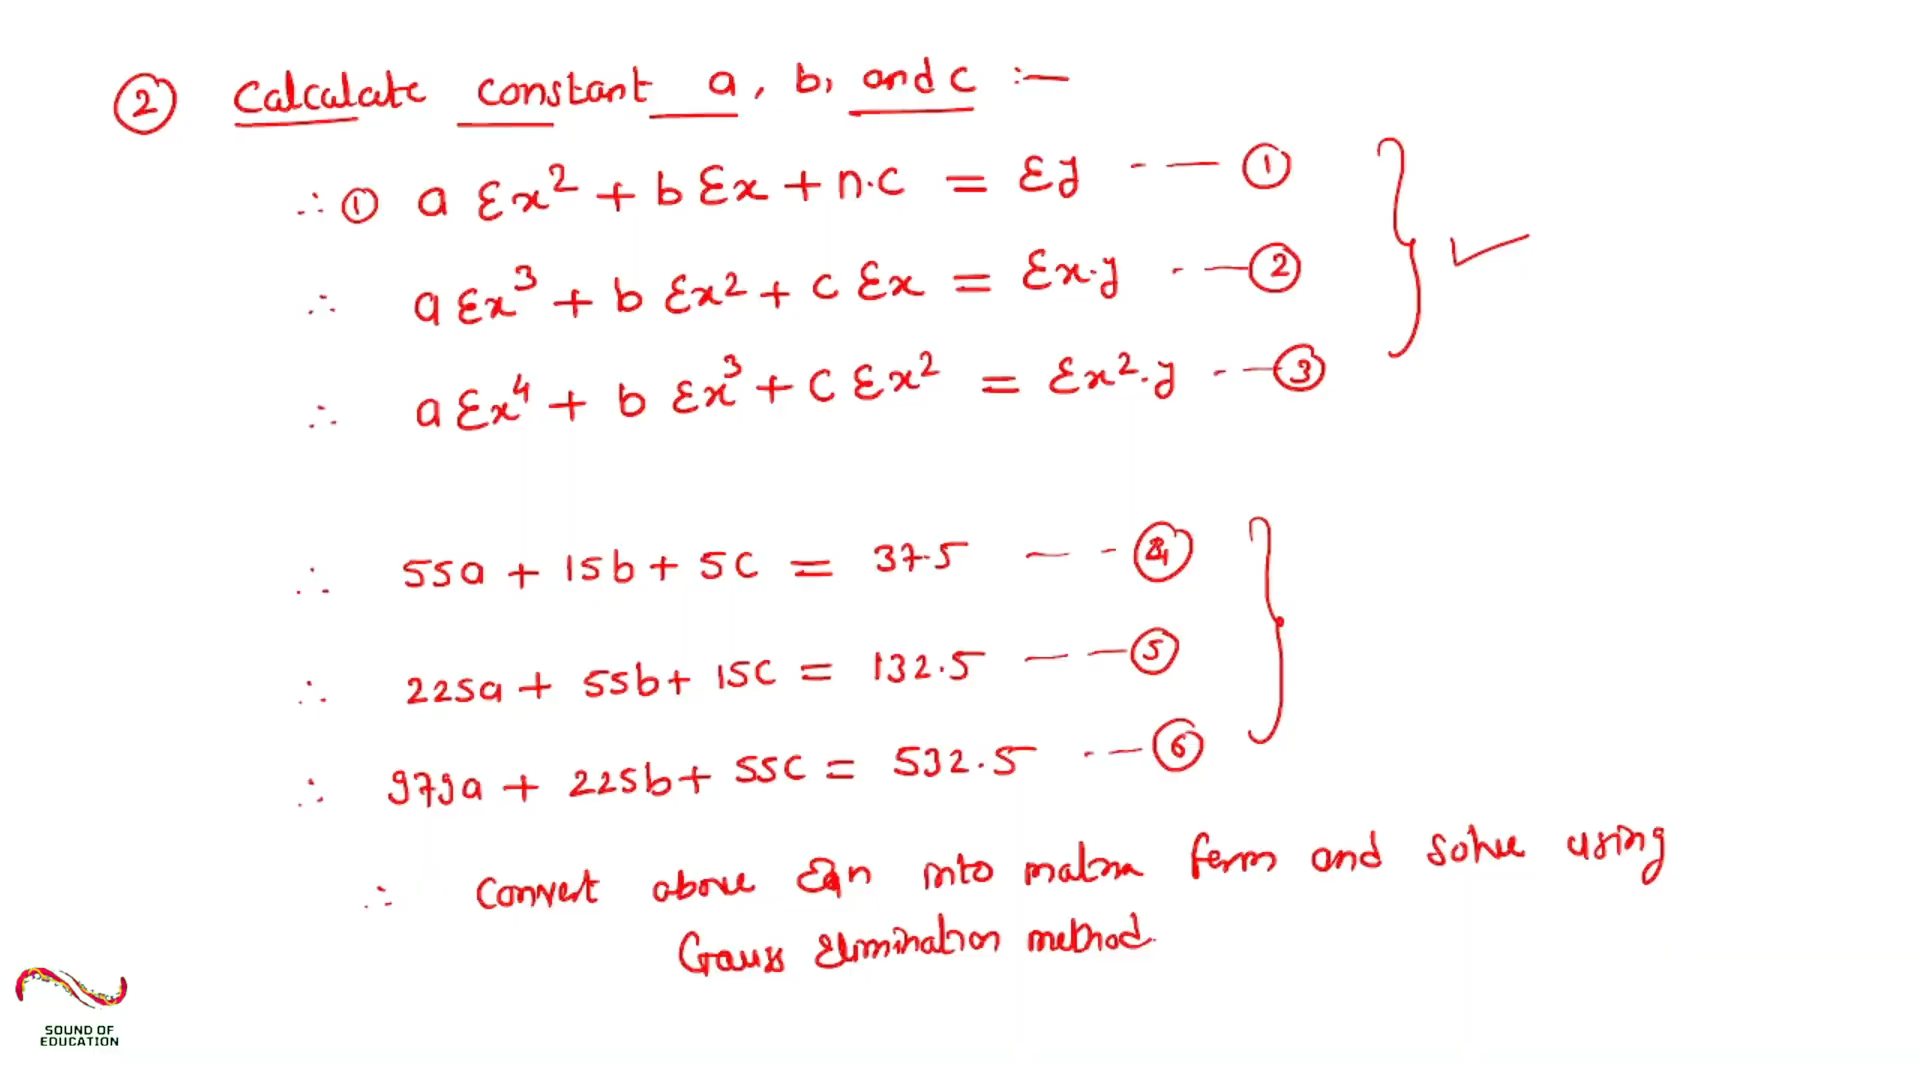 ② Calculate constant a, b, and c :—
∴ ① a Σx² + b Σx + n.c = Σy -— ①
∴ a Σx³ + b Σx² + c Σx = Σx.y -— ②
∴ a Σx⁴ + b Σx³ + c Σx² = Σx².y -— ③
∴ 55a + 15b + 5c = 37.5 — - ④
∴ 225a + 55b + 15c = 132.5 — — ⑤
∴ 979a + 225b + 55c = 532.5 -— ⑥
∴ Convert above Eqn into matrix form and solve using
Gauss Elimination method.
SOUND OF
EDUCATION